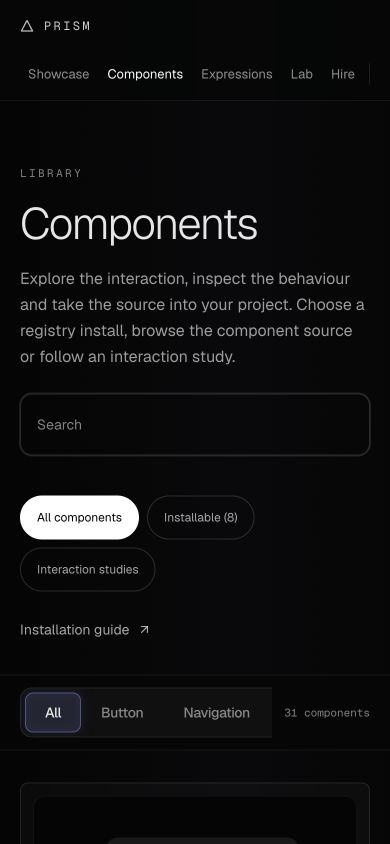 PRISM
Showcase Components Expressions Lab Hire
LIBRARY
Components
Explore the interaction, inspect the behaviour
and take the source into your project. Choose a
registry install, browse the component source
or follow an interaction study.
Search
All components Installable (8)
Interaction studies
Installation guide
All Button Navigation 31 components